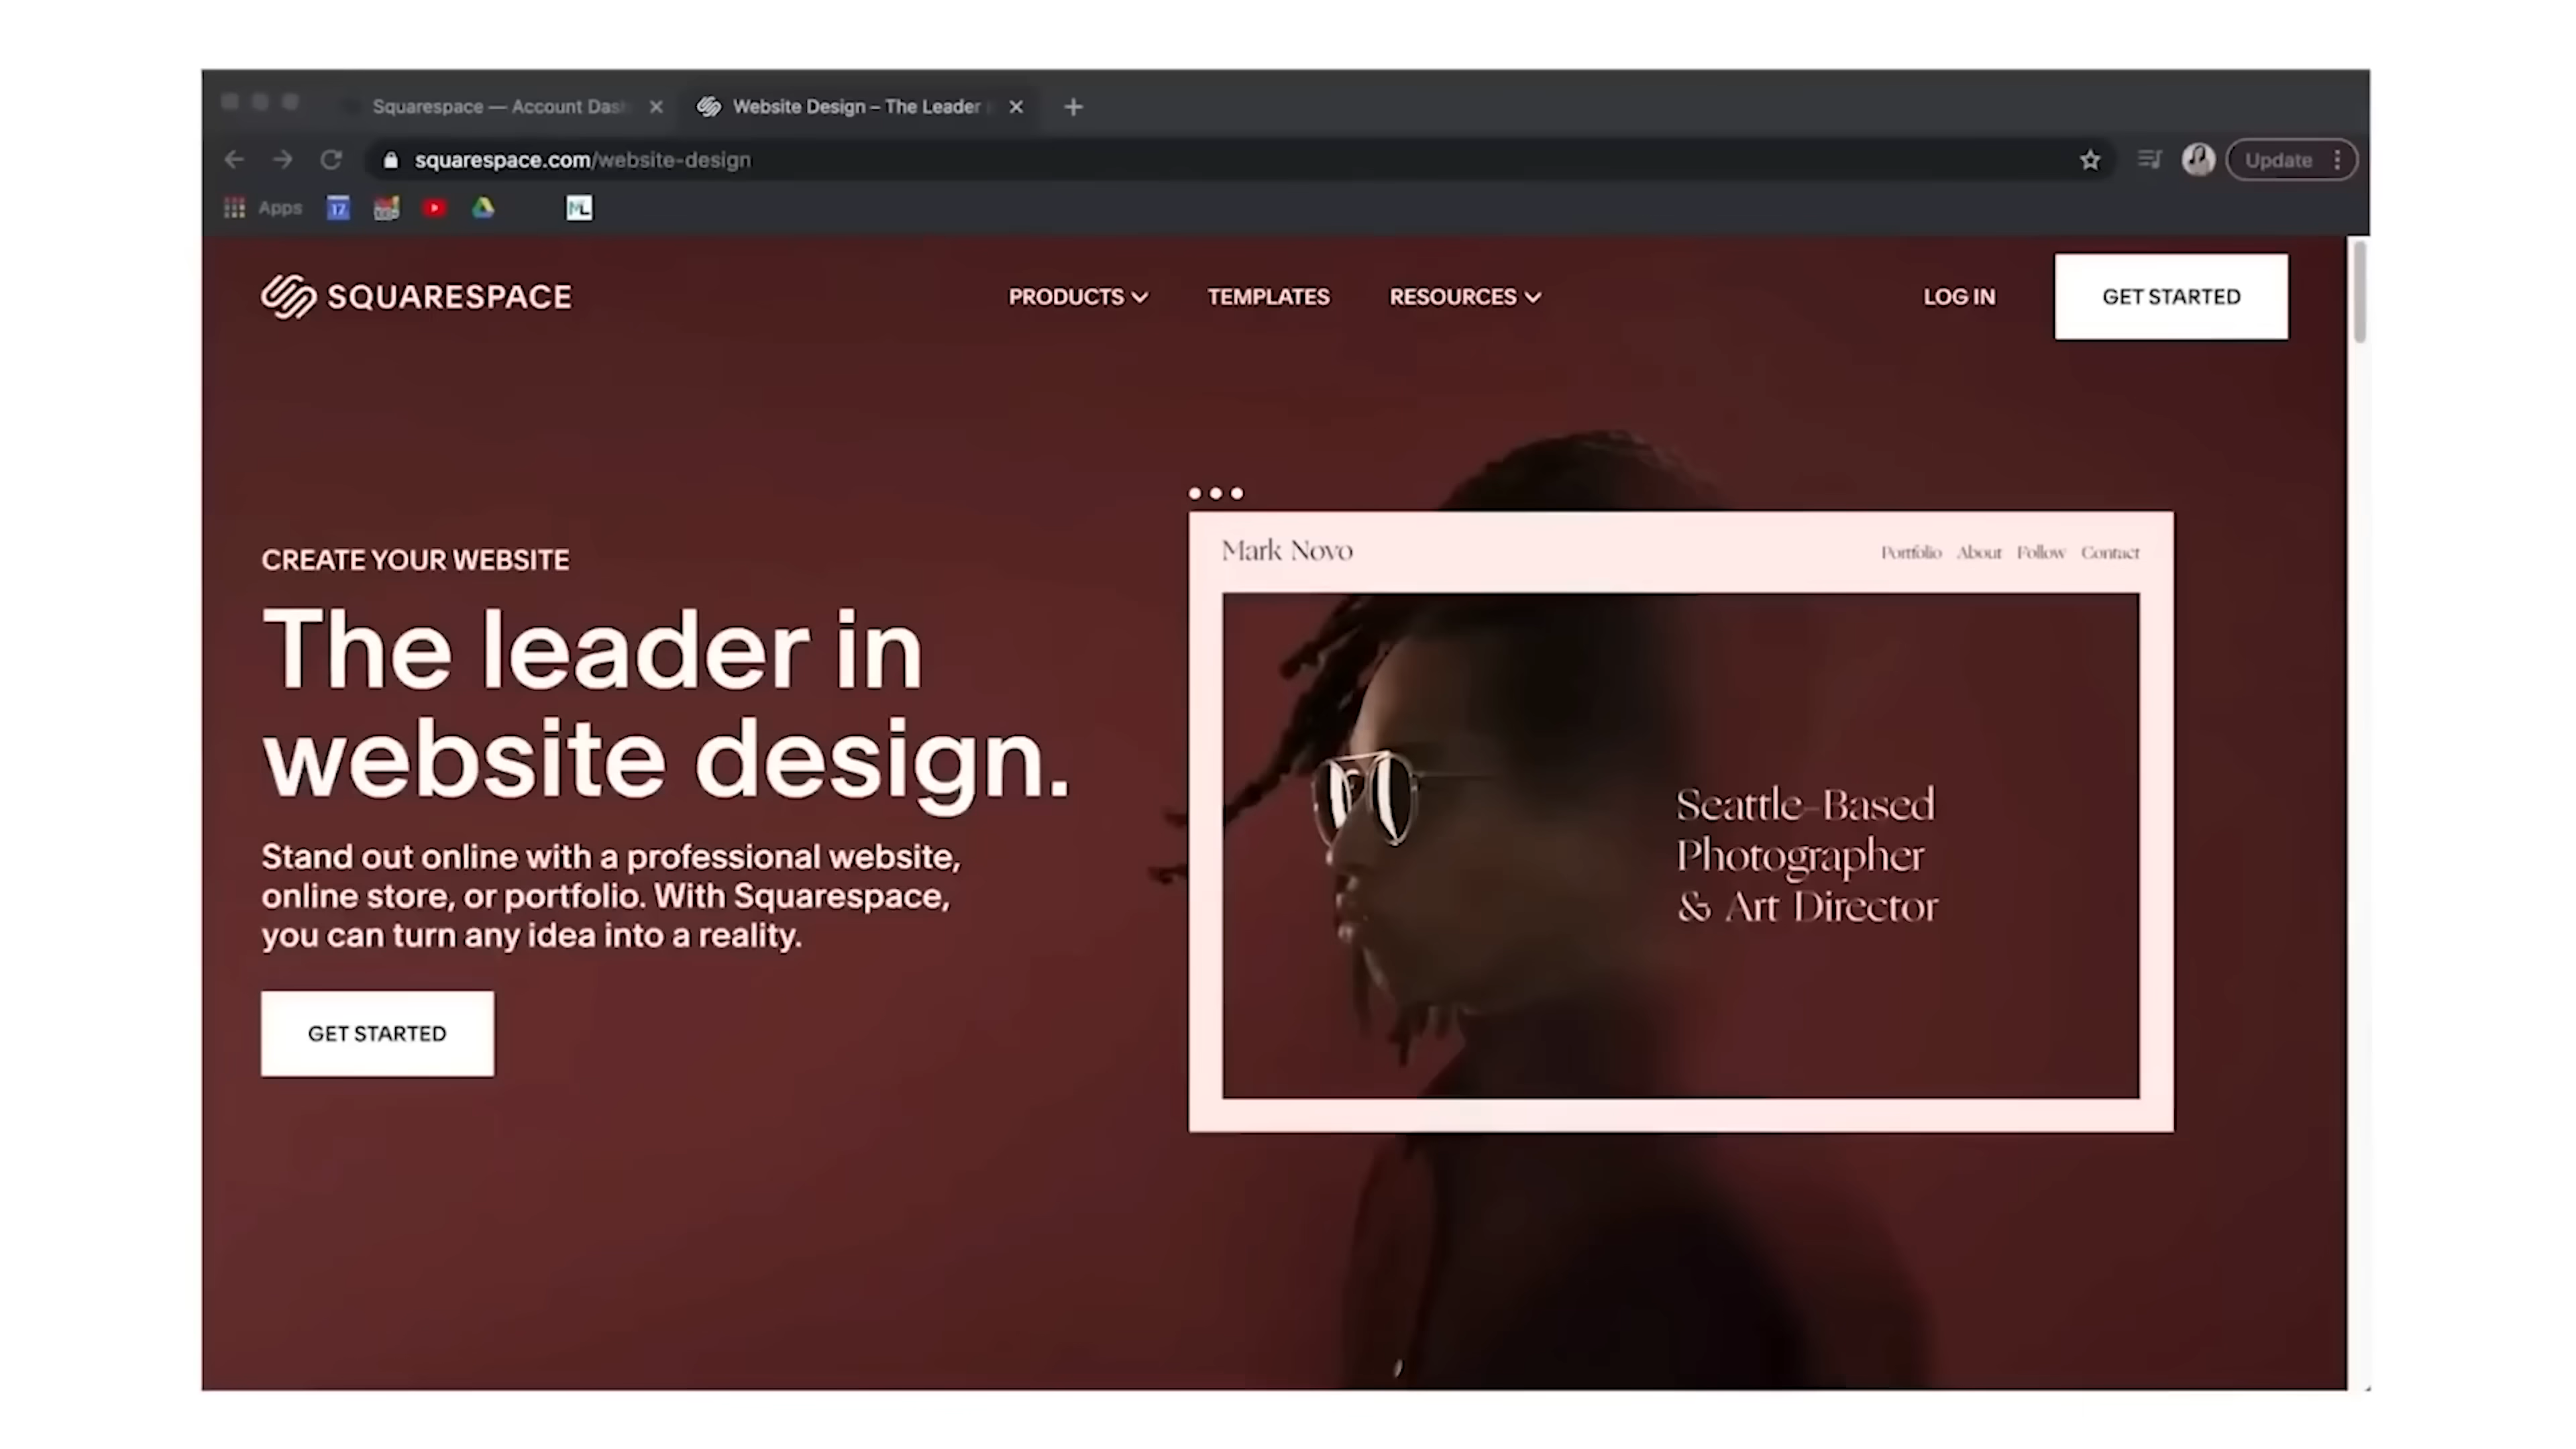 Squarespace — Account Das
Website Design – The Leader
squarespace.com/website-design
Update
Apps
17
ML
SQUARESPACE
PRODUCTS
TEMPLATES
RESOURCES
LOG IN
GET STARTED
CREATE YOUR WEBSITE
The leader in
website design.
Stand out online with a professional website,
online store, or portfolio. With Squarespace,
you can turn any idea into a reality.
GET STARTED
Mark Novo
Portfolio About Follow Contact
Seattle-Based
Photographer
& Art Director